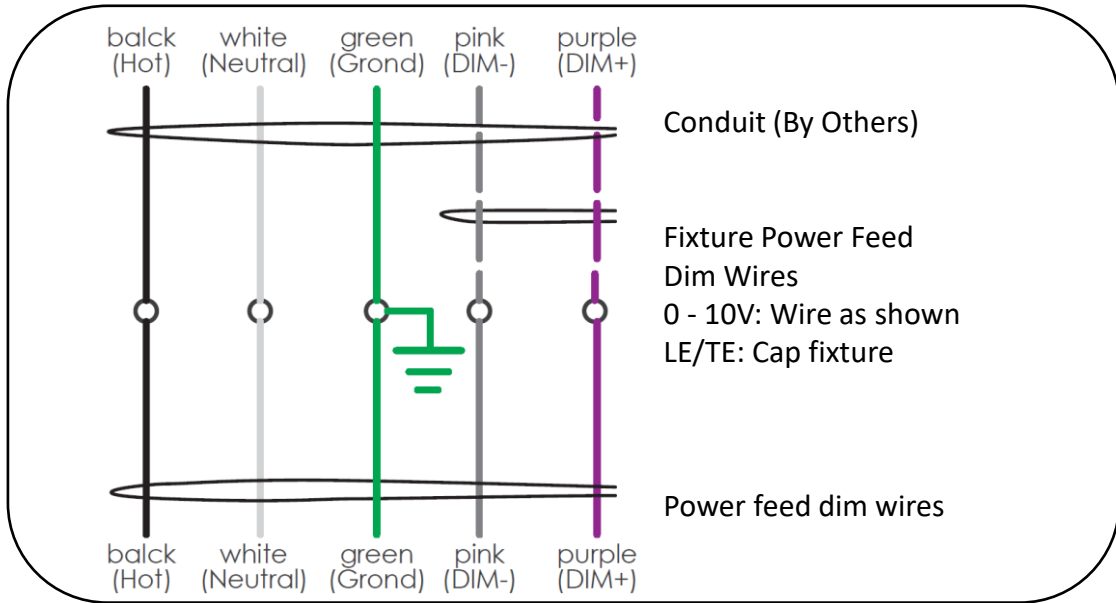 balck white green pink purple
(Hot) (Neutral) (Grond) (DIM-) (DIM+)
Conduit (By Others)
Fixture Power Feed
Dim Wires
0 - 10V: Wire as shown
LE/TE: Cap fixture
Power feed dim wires
balck white green pink purple
(Hot) (Neutral) (Grond) (DIM-) (DIM+)